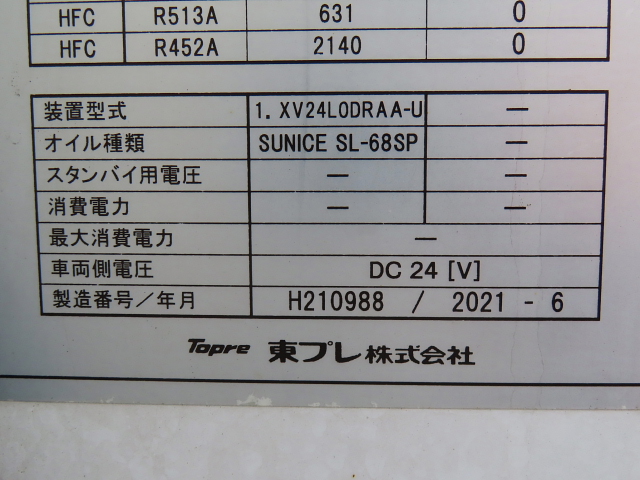 HFC R513A 631 0
HFC R452A 2140 0
装置型式 1. XV24LODRAA-U —
オイル種類 SUNICE SL-68SP —
スタンバイ用電圧 — —
消費電力 — —
最大消費電力 —
車両側電圧 DC 24 [V]
製造番号／年月 H210988 / 2021 - 6
Topre 東プレ株式会社